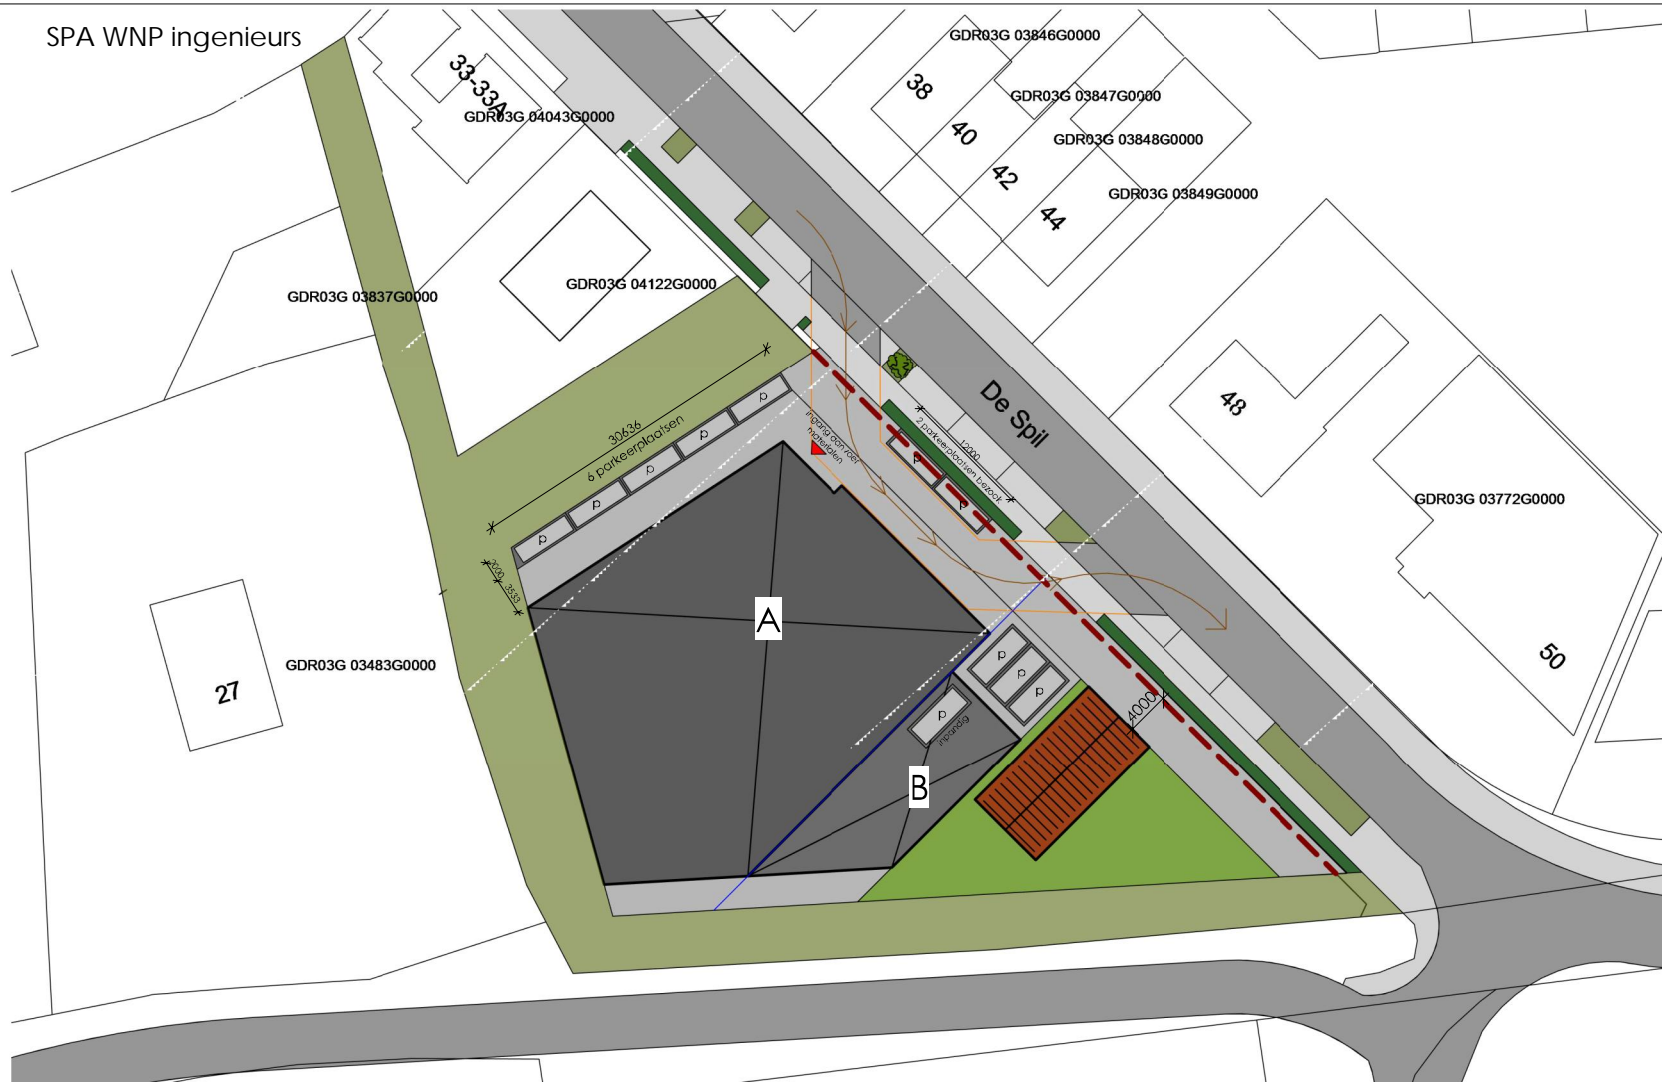 SPA WNP ingenieurs
33-33A
GDR03G 04043G0000
GDR03G 03846G0000
38
GDR03G 03847G0000
40
GDR03G 03848G0000
42
GDR03G 03849G0000
44
GDR03G 03837G0000
GDR03G 04122G0000
De Spil
48
30636
6 parkeerplaatsen
p
p
p
p
p
ingang aanvoer
materialen
12000
2 parkeerplaatsen bezoek
p
p
GDR03G 03772G0000
50
2000
3533
A
27
GDR03G 03483G0000
p
p
p
p
inpandig
4000
B